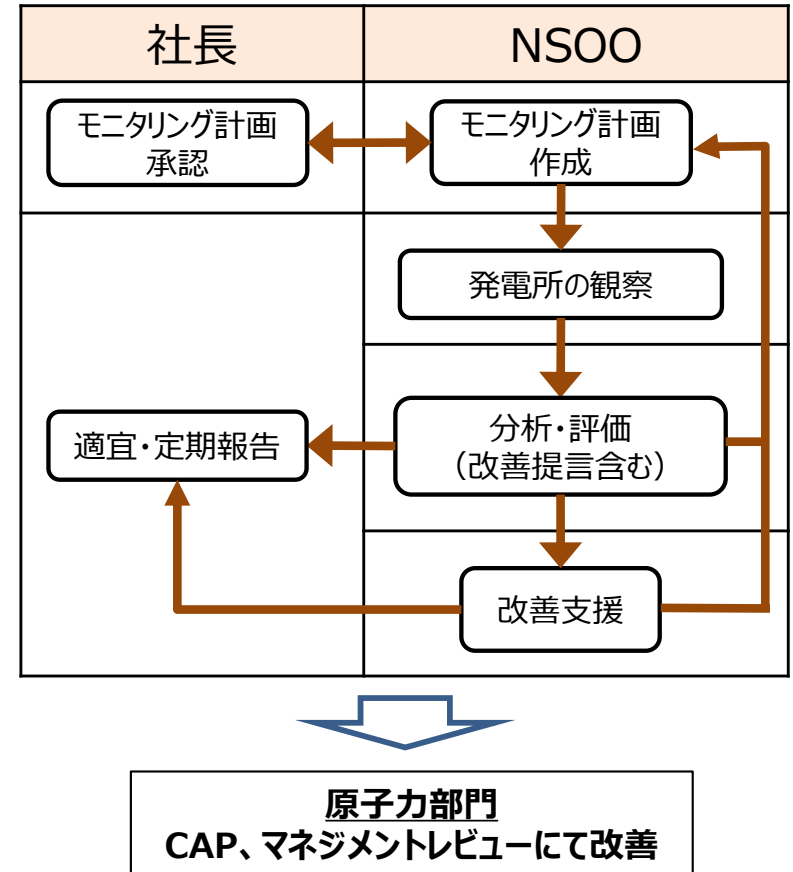 社長
NSOO
モニタリング計画
承認
モニタリング計画
作成
発電所の観察
適宜・定期報告
分析・評価
（改善提言含む）
改善支援
原子力部門
CAP、マネジメントレビューにて改善